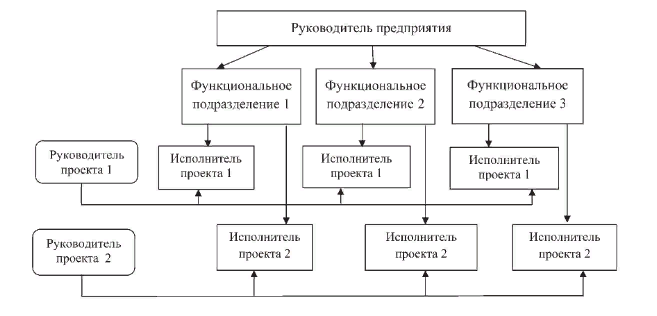 Руководитель предприятия
Функциональное
подразделение 1
Функциональное
подразделение 2
Функциональное
подразделение 3
Руководитель
проекта 1
Исполнитель
проекта 1
Исполнитель
проекта 1
Исполнитель
проекта 1
Руководитель
проекта 2
Исполнитель
проекта 2
Исполнитель
проекта 2
Исполнитель
проекта 2